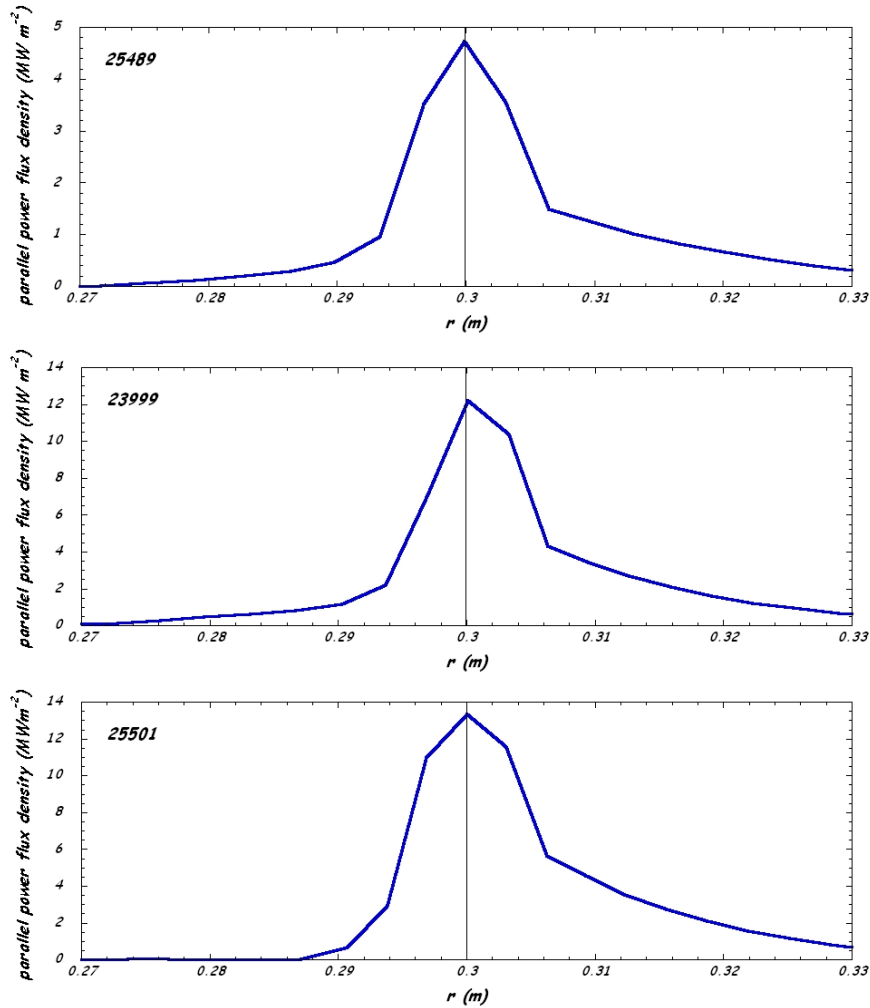 parallel power flux density (MW m-2)
5
4
3
2
1
0
25489
0.27 0.28 0.29 0.3 0.31 0.32 0.33
r (m)
parallel power flux density (MW m-2)
14
12
10
8
6
4
2
0
23999
0.27 0.28 0.29 0.3 0.31 0.32 0.33
r (m)
parallel power flux density (MWm-2)
14
12
10
8
6
4
2
0
25501
0.27 0.28 0.29 0.3 0.31 0.32 0.33
r (m)